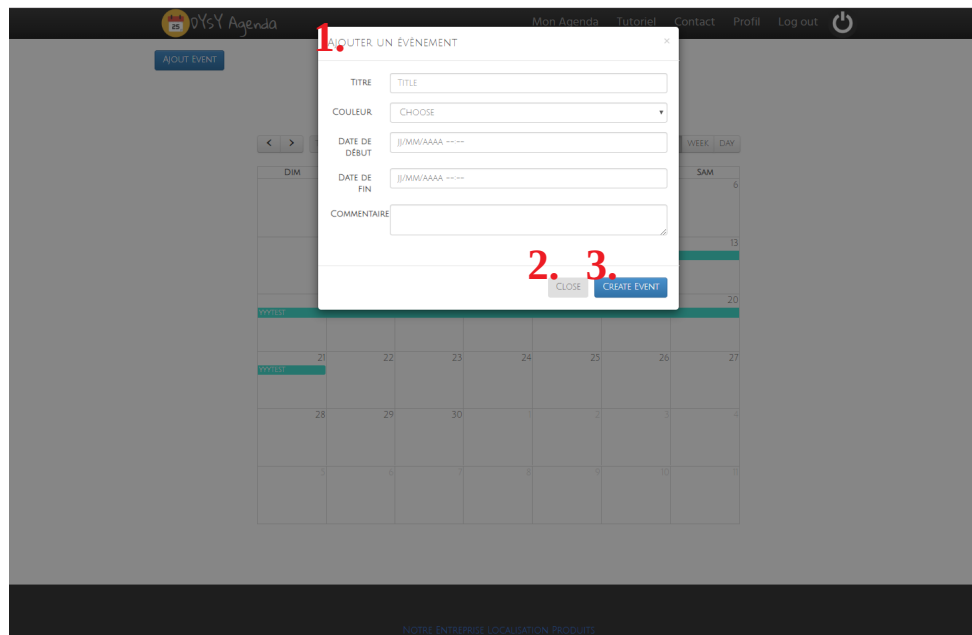 25 DYSY Agenda Mon Agenda Tutoriel Contact Profil Log out
1. Ajouter un évènement ×
Ajout Event
Titre Title
Couleur Choose
Date de début JJ/MM/AAAA --:--
Date de fin JJ/MM/AAAA --:--
Commentaire
2. 3.
Close Create Event
< > WEEK DAY
Dim Sam
6
13
20
yyytest
21 22 23 24 25 26 27
yyytest
28 29 30 1 2 3 4
5 6 7 8 9 10 11
Notre Entreprise Localisation Produits